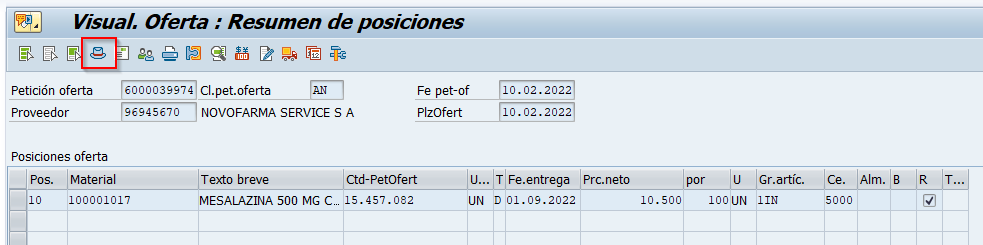 Visual. Oferta : Resumen de posiciones
Petición oferta 6000039974 Cl.pet.oferta AN Fe pet-of 10.02.2022
Proveedor 96945670 NOVOFARMA SERVICE S A PlzOfert 10.02.2022
Posiciones oferta
Pos. Material Texto breve Ctd-PetOfert U... T Fe.entrega Prc.neto por U Gr.artíc. Ce. Alm. B R T...
10 100001017 MESALAZINA 500 MG C... 15.457.082 UN D 01.09.2022 10.500 100 UN 1IN 5000